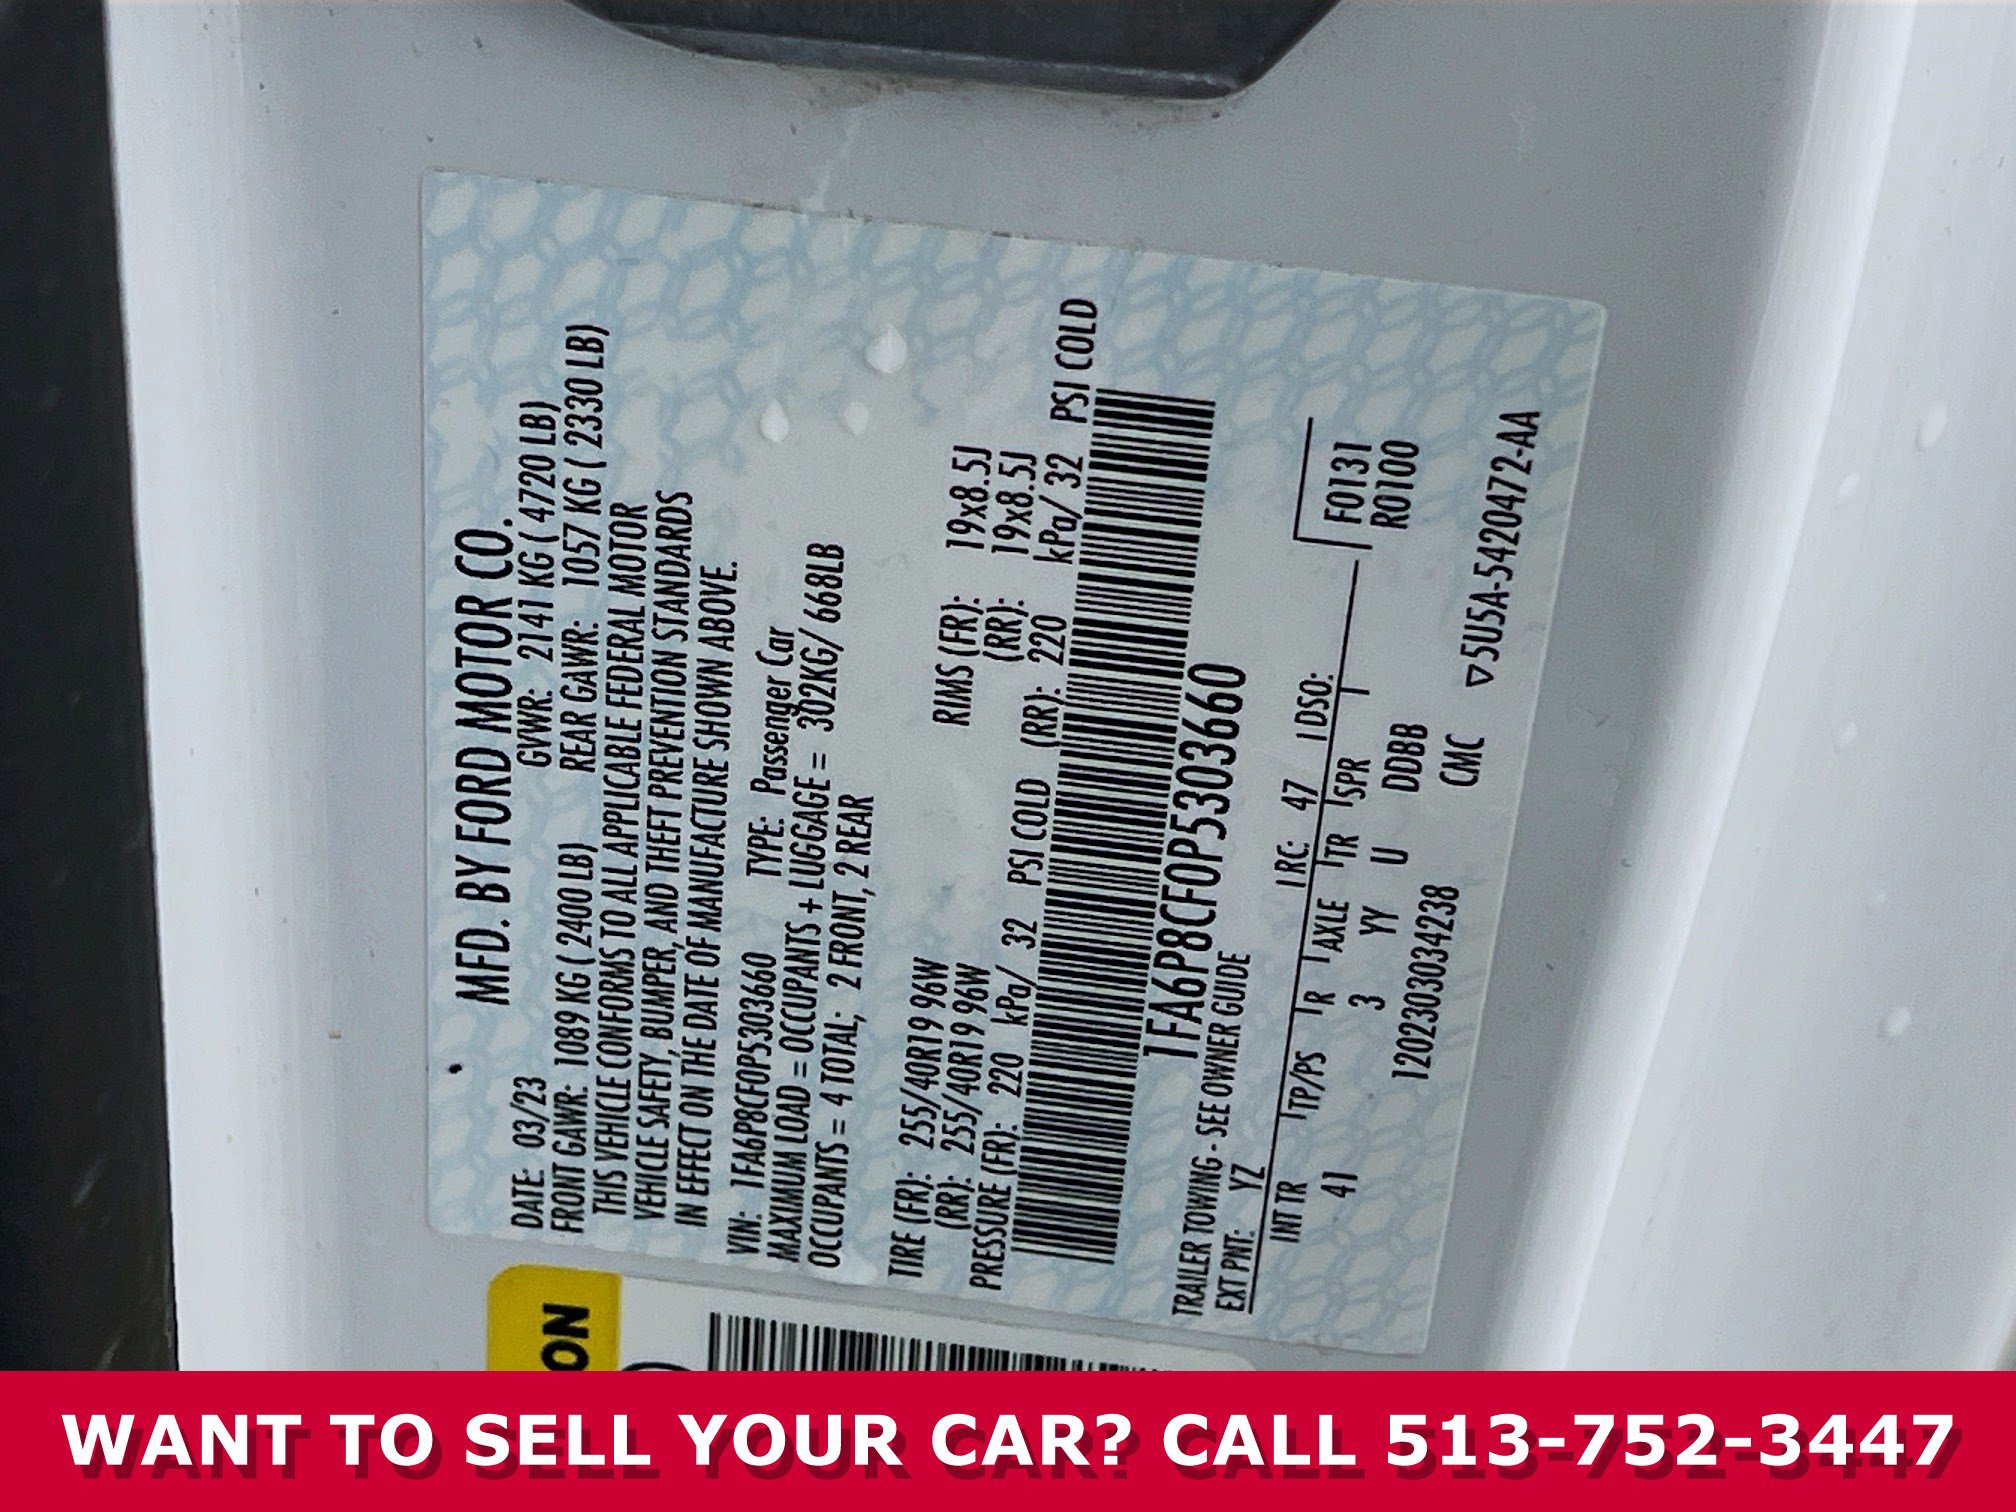 MFD. BY FORD MOTOR CO.
DATE: 03/23 GVWR: 2141 KG ( 4720 LB)
FRONT GAWR: 1089 KG ( 2400 LB) REAR GAWR: 1057 KG ( 2330 LB)
THIS VEHICLE CONFORMS TO ALL APPLICABLE FEDERAL MOTOR
VEHICLE SAFETY, BUMPER, AND THEFT PREVENTION STANDARDS
IN EFFECT ON THE DATE OF MANUFACTURE SHOWN ABOVE.
VIN: 1FA6P8CF0P5303660 TYPE: Passenger Car
MAXIMUM LOAD = OCCUPANTS + LUGGAGE = 302KG/ 668LB
OCCUPANTS = 4 TOTAL; 2 FRONT, 2 REAR
TIRE (FR): 255/40R19 96W RIMS (FR): 19x8.5J
(RR): 255/40R19 96W (RR): 19x8.5J
PRESSURE (FR): 220 kPa/ 32 PSI COLD (RR): 220 kPa/ 32 PSI COLD
1FA6P8CF0P5303660
TRAILER TOWING - SEE OWNER GUIDE
EXT PNT: YZ RC: 47 DSO:
INT TR TP/PS R AXLE TR SPR F0131
41 3 YY U DDBB R0100
120230303034238 CMC ▽5U5A-5420472-AA
ON
WANT TO SELL YOUR CAR? CALL 513-752-3447